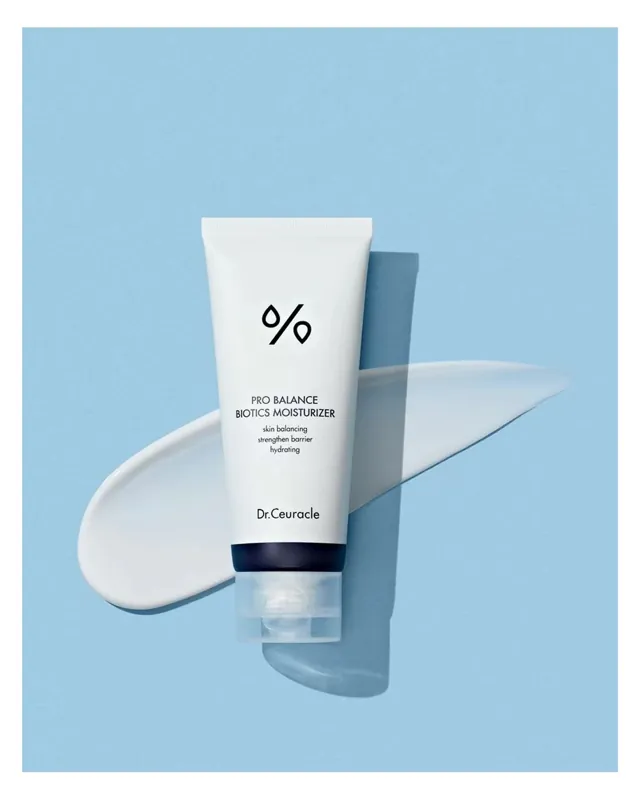 %
PRO BALANCE
BIOTICS MOISTURIZER
skin balancing
strengthen barrier
hydrating
Dr.Ceuracle